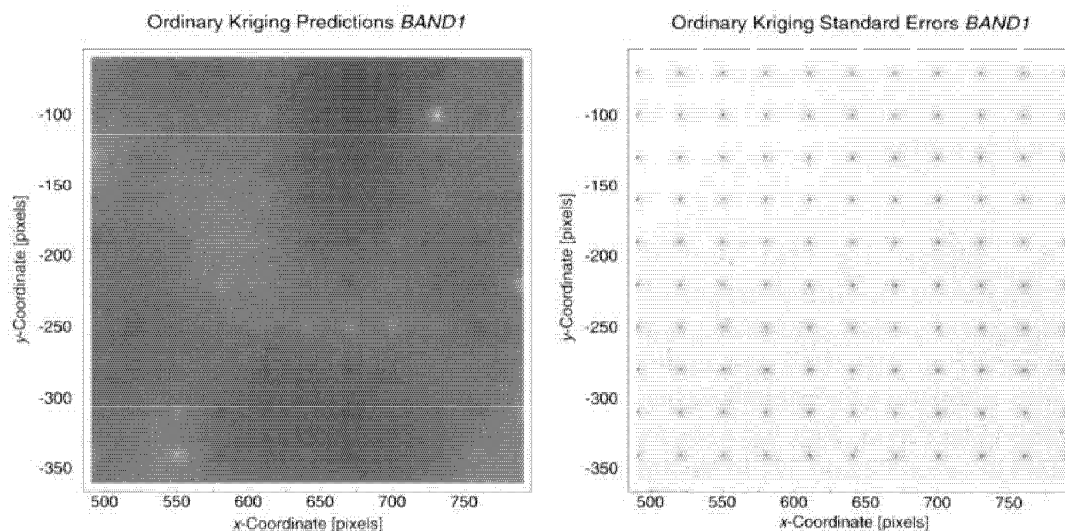 Ordinary Kriging Predictions BAND1
y-Coordinate [pixels]
-100
-150
-200
-250
-300
-350
500 550 600 650 700 750
x-Coordinate [pixels]
Ordinary Kriging Standard Errors BAND1
y-Coordinate [pixels]
-100
-150
-200
-250
-300
-350
500 550 600 650 700 750
x-Coordinate [pixels]